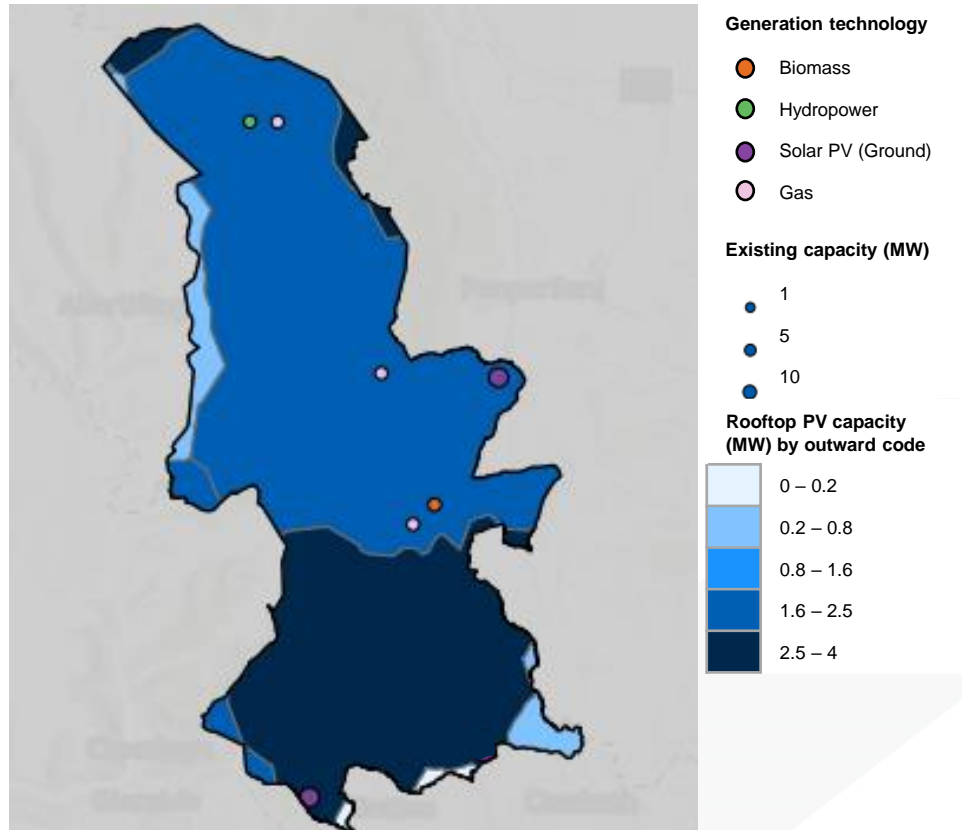 Generation technology
Biomass
Hydropower
Solar PV (Ground)
Gas
Existing capacity (MW)
1
5
10
Rooftop PV capacity
(MW) by outward code
0 – 0.2
0.2 – 0.8
0.8 – 1.6
1.6 – 2.5
2.5 – 4